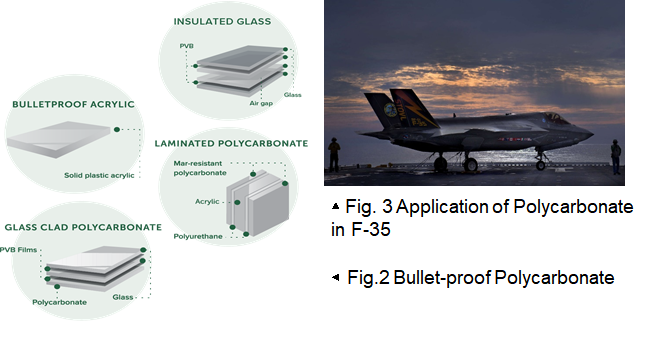 INSULATED GLASS
PVB
Air gap
Glass
BULLETPROOF ACRYLIC
Solid plastic acrylic
LAMINATED POLYCARBONATE
Mar-resistant
polycarbonate
Acrylic
Polyurethane
GLASS CLAD POLYCARBONATE
PVB Films
Polycarbonate
Glass
▲ Fig. 3 Application of Polycarbonate
in F-35
◄ Fig.2 Bullet-proof Polycarbonate